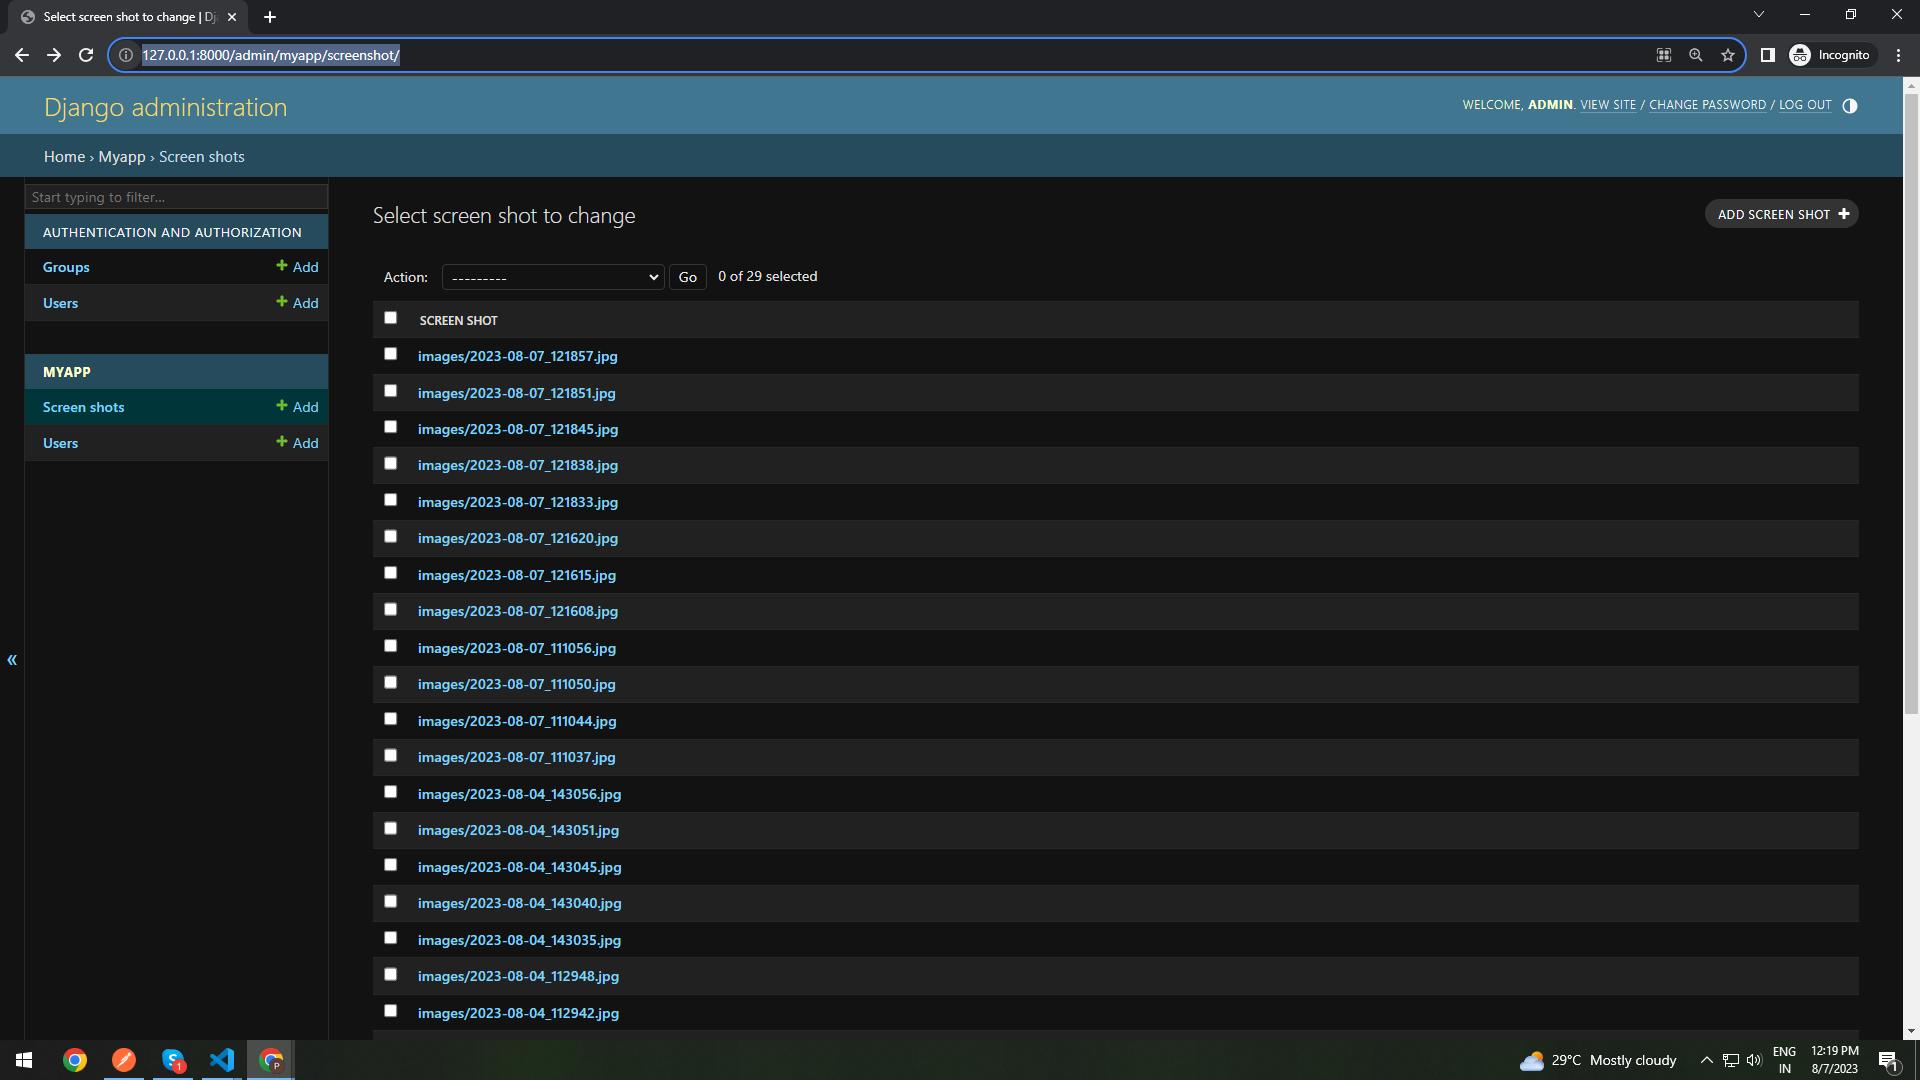 Select screen shot to change | Dj
127.0.0.1:8000/admin/myapp/screenshot/
Incognito
Django administration
WELCOME, ADMIN. VIEW SITE / CHANGE PASSWORD / LOG OUT
Home › Myapp › Screen shots
Start typing to filter...
AUTHENTICATION AND AUTHORIZATION
Groups
+ Add
Users
+ Add
MYAPP
Screen shots
+ Add
Users
+ Add
«
Select screen shot to change
ADD SCREEN SHOT +
Action: --------- Go 0 of 29 selected
SCREEN SHOT
images/2023-08-07_121857.jpg
images/2023-08-07_121851.jpg
images/2023-08-07_121845.jpg
images/2023-08-07_121838.jpg
images/2023-08-07_121833.jpg
images/2023-08-07_121620.jpg
images/2023-08-07_121615.jpg
images/2023-08-07_121608.jpg
images/2023-08-07_111056.jpg
images/2023-08-07_111050.jpg
images/2023-08-07_111044.jpg
images/2023-08-07_111037.jpg
images/2023-08-04_143056.jpg
images/2023-08-04_143051.jpg
images/2023-08-04_143045.jpg
images/2023-08-04_143040.jpg
images/2023-08-04_143035.jpg
images/2023-08-04_112948.jpg
images/2023-08-04_112942.jpg
S 1
P
29°C Mostly cloudy
ENG
IN
12:19 PM
8/7/2023
1